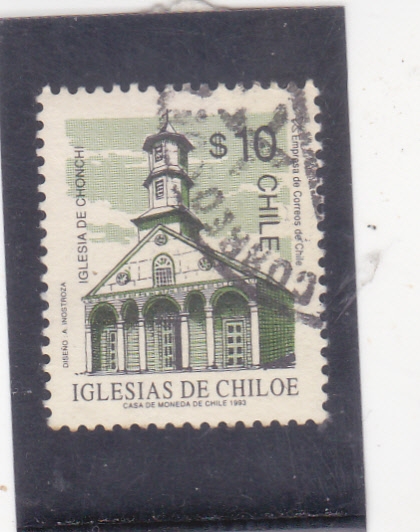 $10
CHILE
Empresa de Correos de Chile
IGLESIA DE CHONCHI
DISEÑO : A. INOSTROZA
IGLESIAS DE CHILOE
CASA DE MONEDA DE CHILE 1993